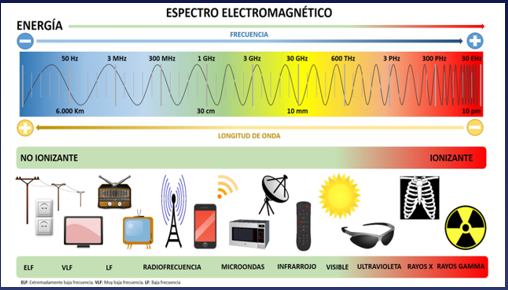 ESPECTRO ELECTROMAGNÉTICO
ENERGÍA
FRECUENCIA
50 Hz 3 MHz 300 MHz 1 GHz 3 GHz 30 GHz 600 THz 3 PHz 300 PHz 30 EHz
6.000 Km 30 cm 10 mm 10 pm
LONGITUD DE ONDA
NO IONIZANTE IONIZANTE
ELF VLF LF RADIOFRECUENCIA MICROONDAS INFRARROJO VISIBLE ULTRAVIOLETA RAYOS X RAYOS GAMMA
ELF: Extremadamente baja frecuencia. VLF: Muy baja frecuencia. LF: Baja frecuencia